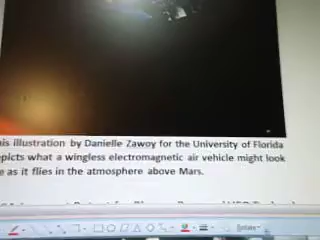 his illustration by Danielle Zawoy for the University of Florida
epicts what a wingless electromagnetic air vehicle might look
e as it flies in the atmosphere above Mars.